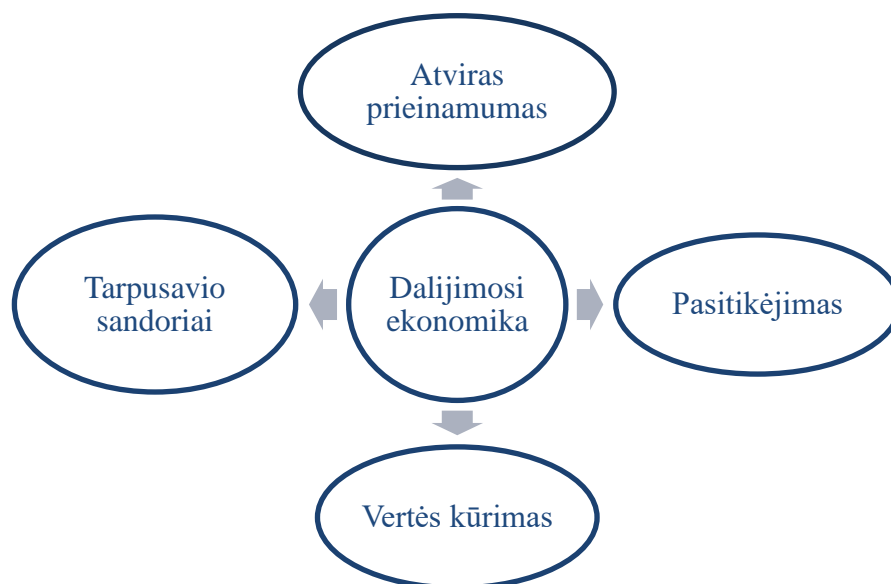 Atviras
prieinamumas
Tarpusavio
sandoriai
Dalijimosi
ekonomika
Pasitikėjimas
Vertės kūrimas